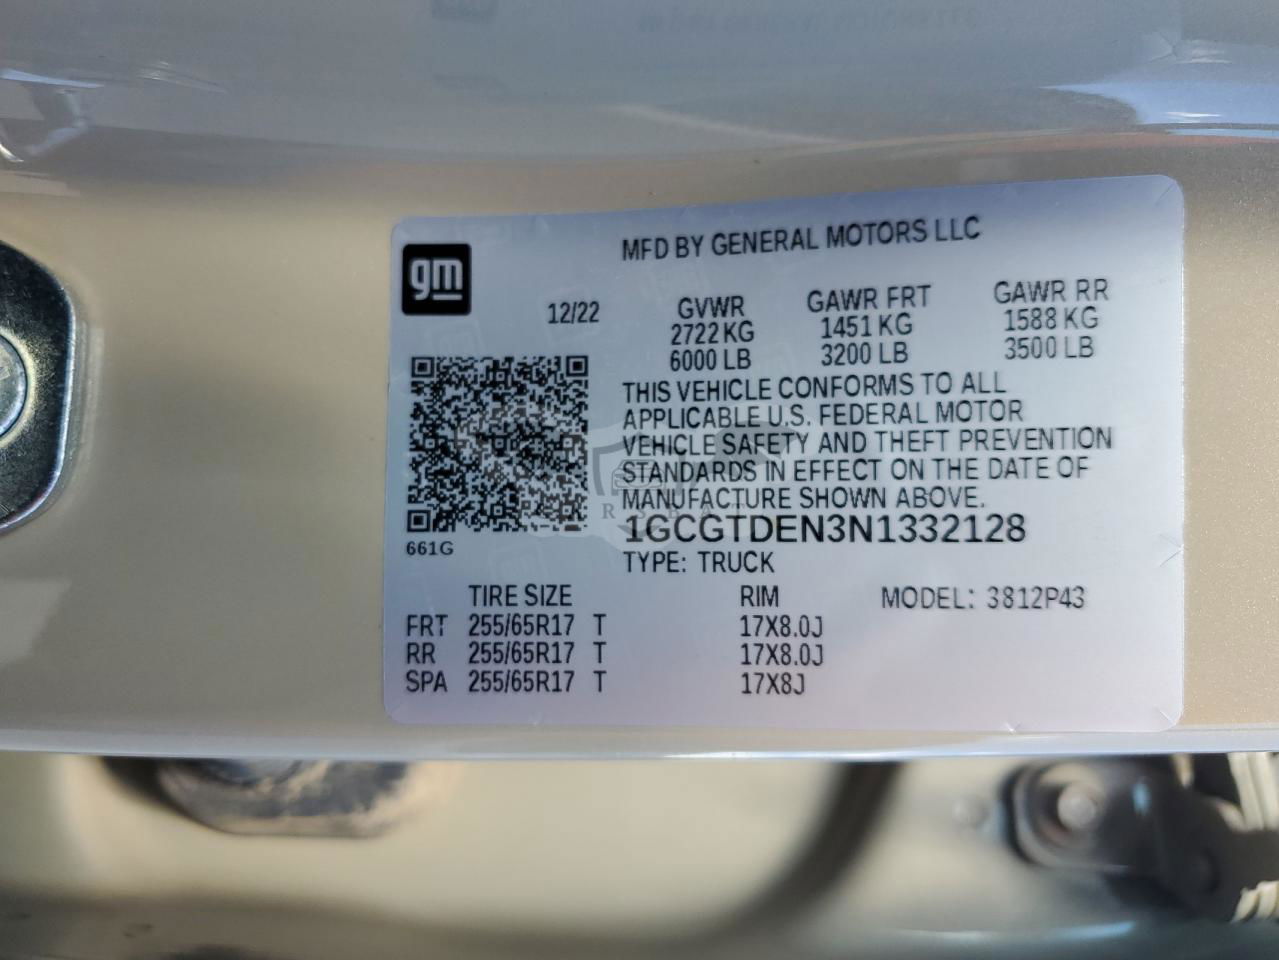 MFD BY GENERAL MOTORS LLC
gm
12/22 GVWR GAWR FRT GAWR RR
2722 KG 1451 KG 1588 KG
6000 LB 3200 LB 3500 LB
THIS VEHICLE CONFORMS TO ALL
APPLICABLE U.S. FEDERAL MOTOR
VEHICLE SAFETY AND THEFT PREVENTION
STANDARDS IN EFFECT ON THE DATE OF
MANUFACTURE SHOWN ABOVE.
1GCGTDEN3N1332128
661G
TYPE: TRUCK
TIRE SIZE RIM MODEL: 3812P43
FRT 255/65R17 T 17X8.0J
RR 255/65R17 T 17X8.0J
SPA 255/65R17 T 17X8J